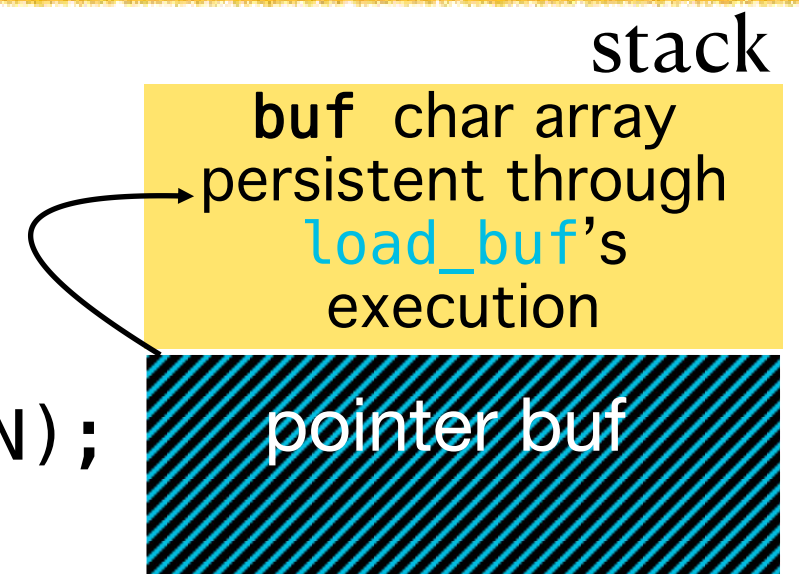 stack
buf char array
persistent through
load_buf’s
execution
N);
pointer buf